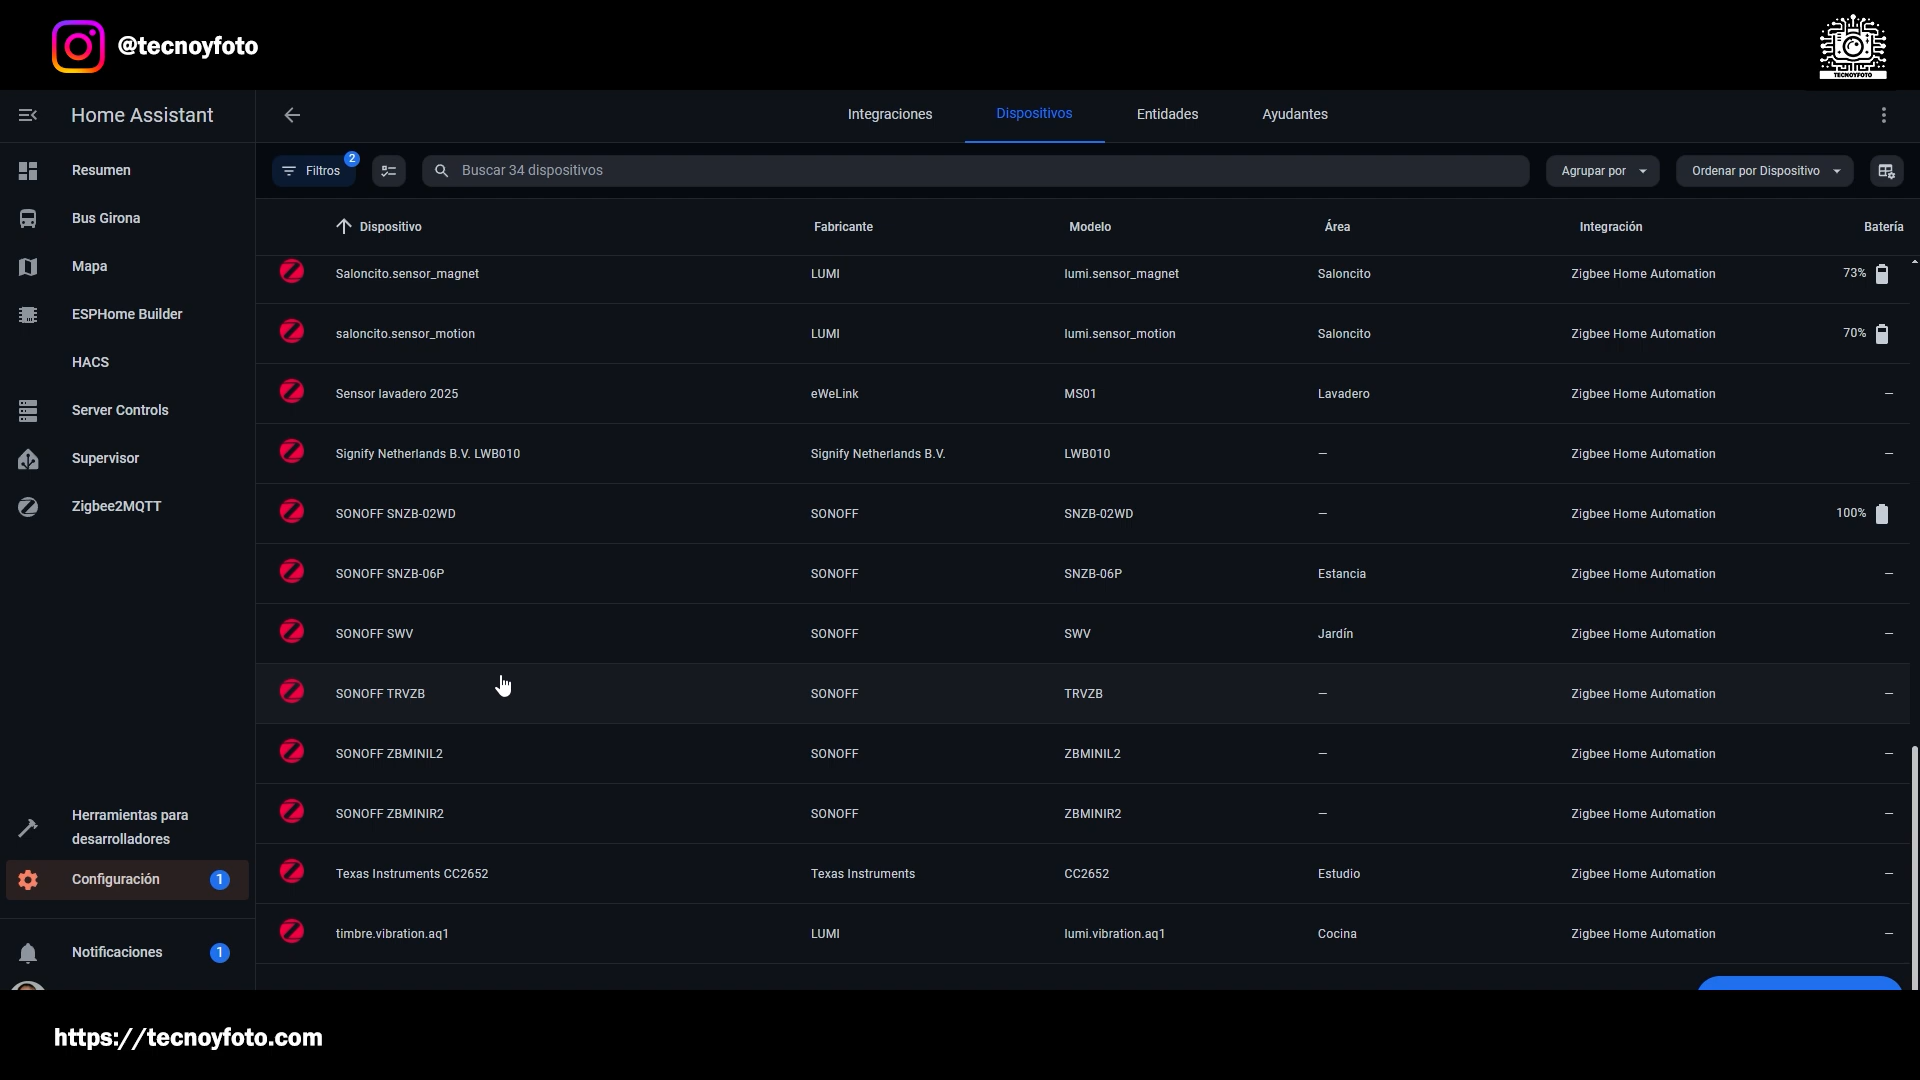 @tecnoyfoto
TECNOYFOTO
Home Assistant
Integraciones
Dispositivos
Entidades
Ayudantes
Resumen
Bus Girona
Mapa
ESPHome Builder
HACS
Server Controls
Supervisor
Zigbee2MQTT
Herramientas para
desarrolladores
Configuración 1
Notificaciones 1
Filtros 2
Buscar 34 dispositivos
Agrupar por
Ordenar por Dispositivo
Dispositivo Fabricante Modelo Área Integración Batería
Saloncito.sensor_magnet LUMI lumi.sensor_magnet Saloncito Zigbee Home Automation 73%
saloncito.sensor_motion LUMI lumi.sensor_motion Saloncito Zigbee Home Automation 70%
Sensor lavadero 2025 eWeLink MS01 Lavadero Zigbee Home Automation —
Signify Netherlands B.V. LWB010 Signify Netherlands B.V. LWB010 — Zigbee Home Automation —
SONOFF SNZB-02WD SONOFF SNZB-02WD — Zigbee Home Automation 100%
SONOFF SNZB-06P SONOFF SNZB-06P Estancia Zigbee Home Automation —
SONOFF SWV SONOFF SWV Jardín Zigbee Home Automation —
SONOFF TRVZB SONOFF TRVZB — Zigbee Home Automation —
SONOFF ZBMINIL2 SONOFF ZBMINIL2 — Zigbee Home Automation —
SONOFF ZBMINIR2 SONOFF ZBMINIR2 — Zigbee Home Automation —
Texas Instruments CC2652 Texas Instruments CC2652 Estudio Zigbee Home Automation —
timbre.vibration.aq1 LUMI lumi.vibration.aq1 Cocina Zigbee Home Automation —
https://tecnoyfoto.com